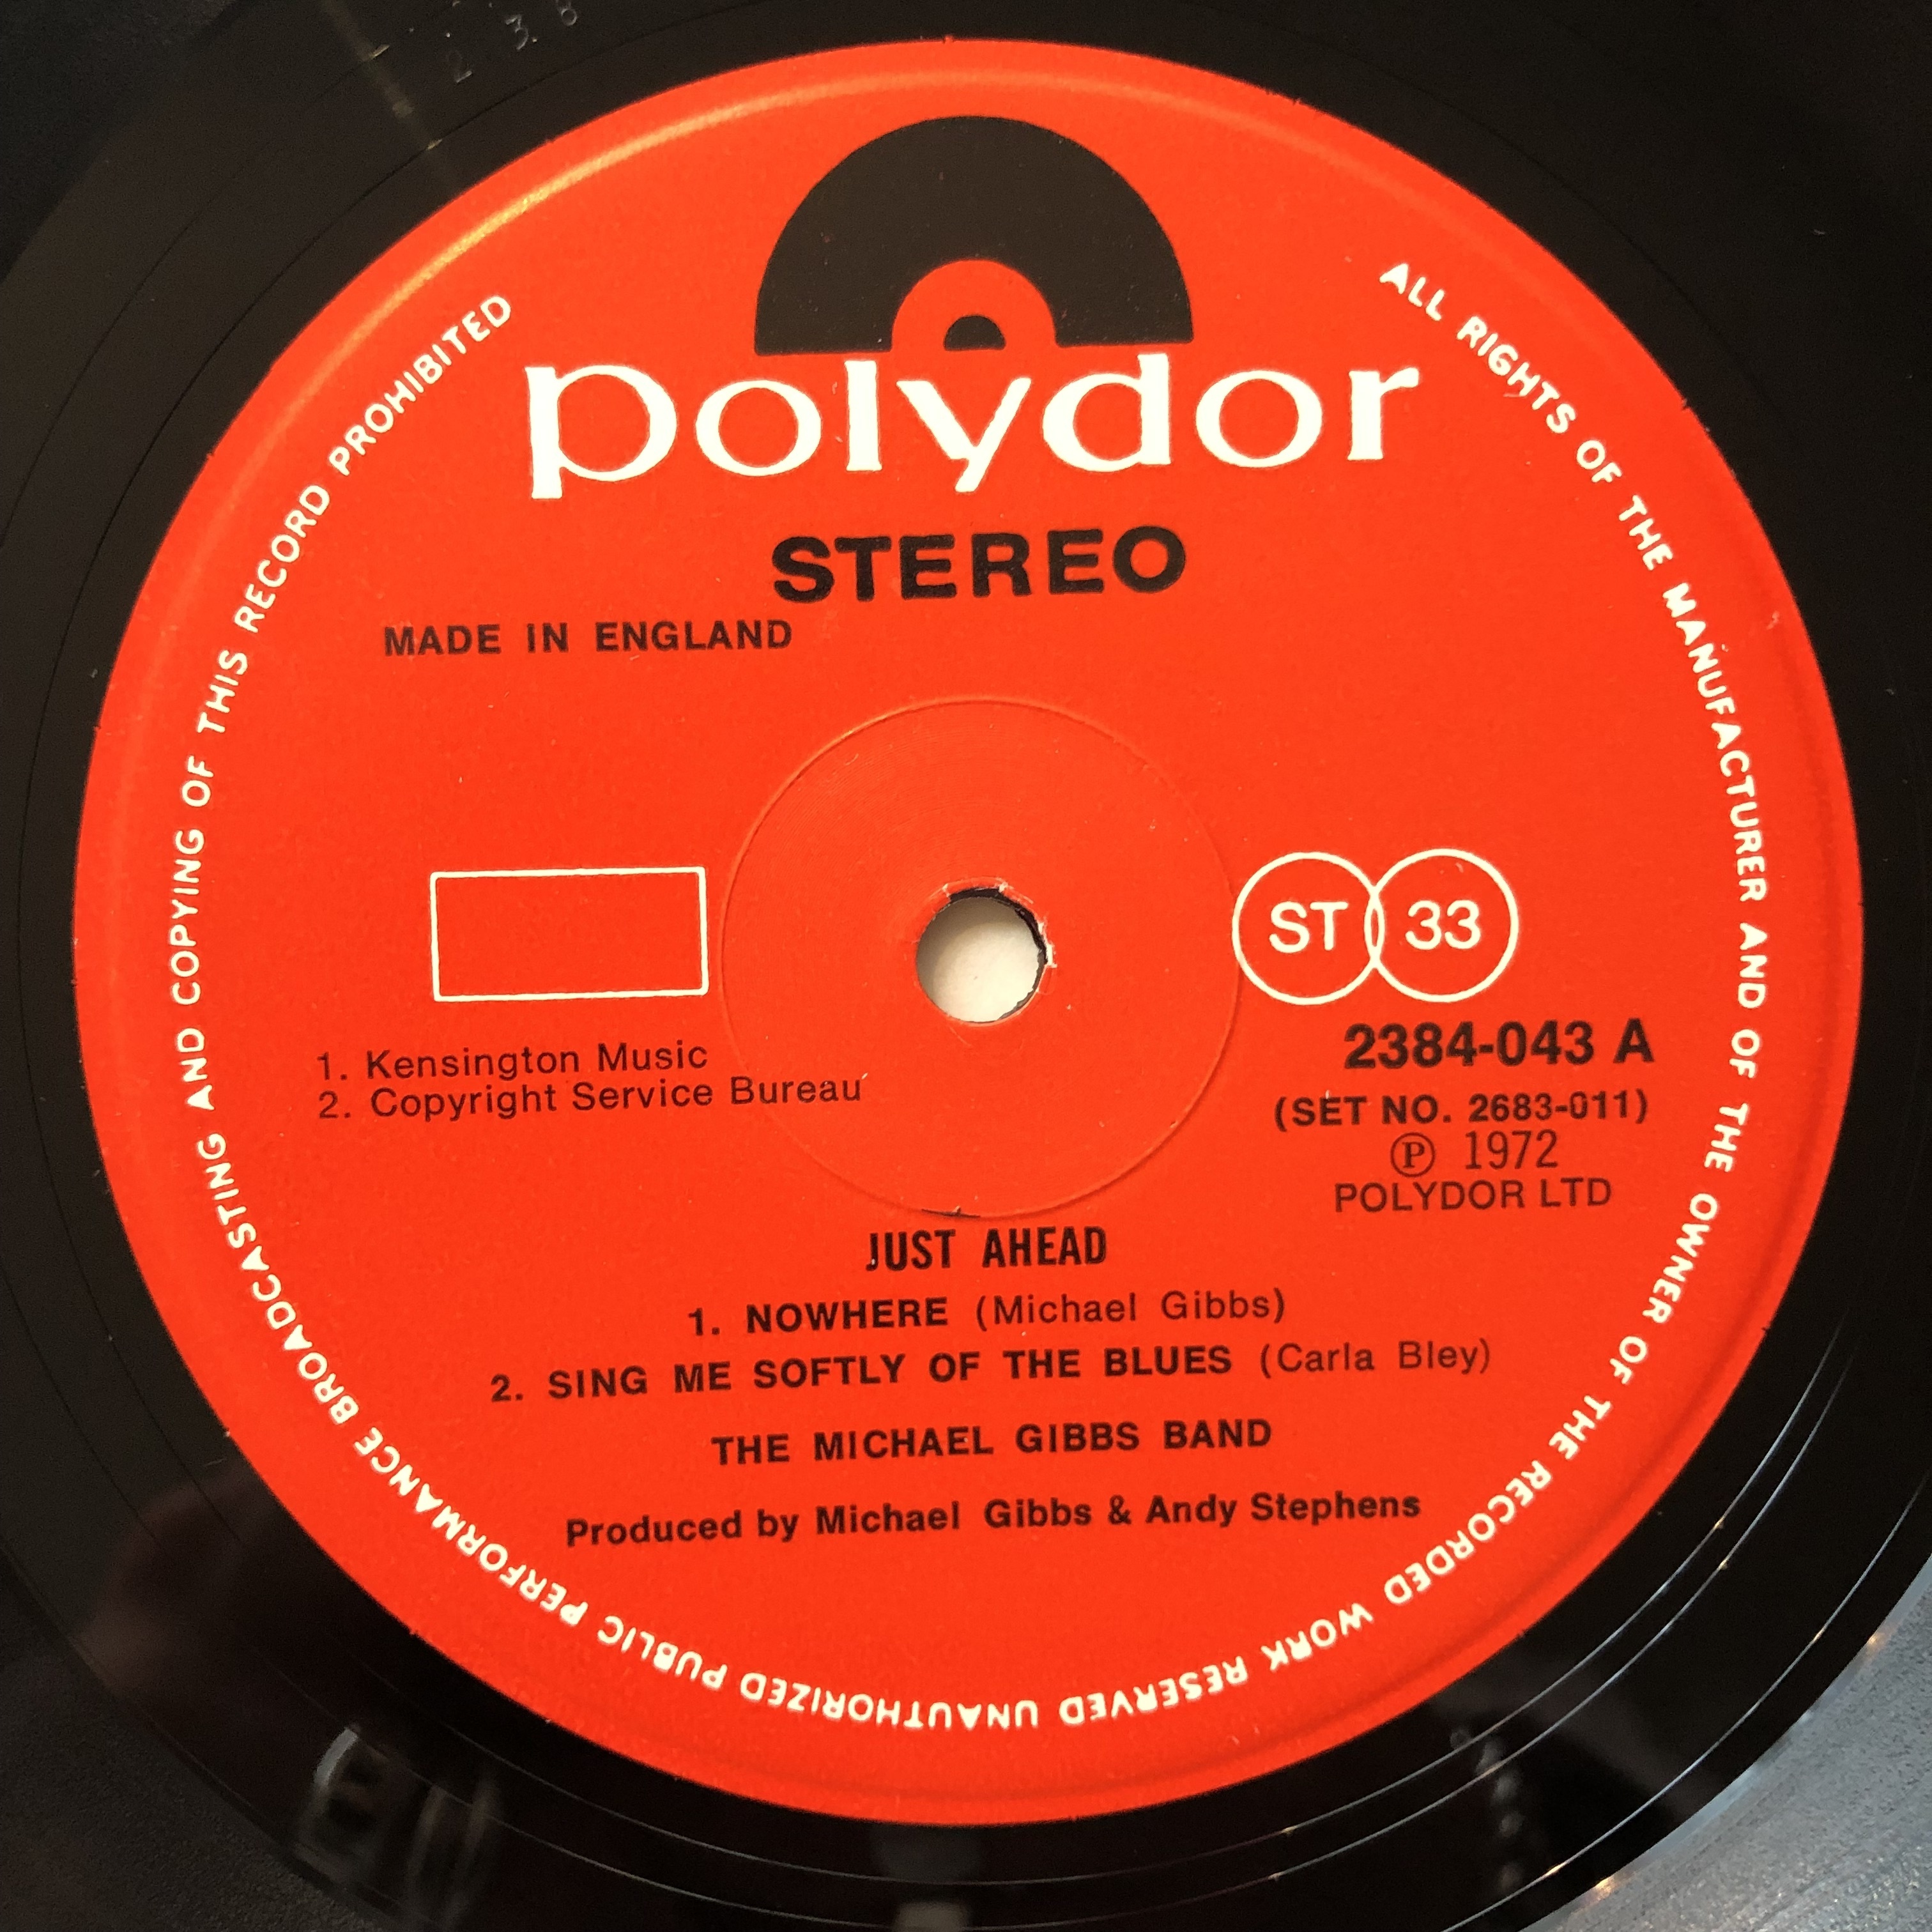 polydor
STEREO
MADE IN ENGLAND
ST 33
2384-043 A
(SET NO. 2683-011)
Ⓟ 1972
POLYDOR LTD
1. Kensington Music
2. Copyright Service Bureau
JUST AHEAD
1. NOWHERE (Michael Gibbs)
2. SING ME SOFTLY OF THE BLUES (Carla Bley)
THE MICHAEL GIBBS BAND
Produced by Michael Gibbs & Andy Stephens
ALL RIGHTS OF THE MANUFACTURER AND OF THE OWNER OF THE RECORDED WORK RESERVED UNAUTHORIZED PUBLIC PERFORMANCE BROADCASTING AND COPYING OF THIS RECORD PROHIBITED